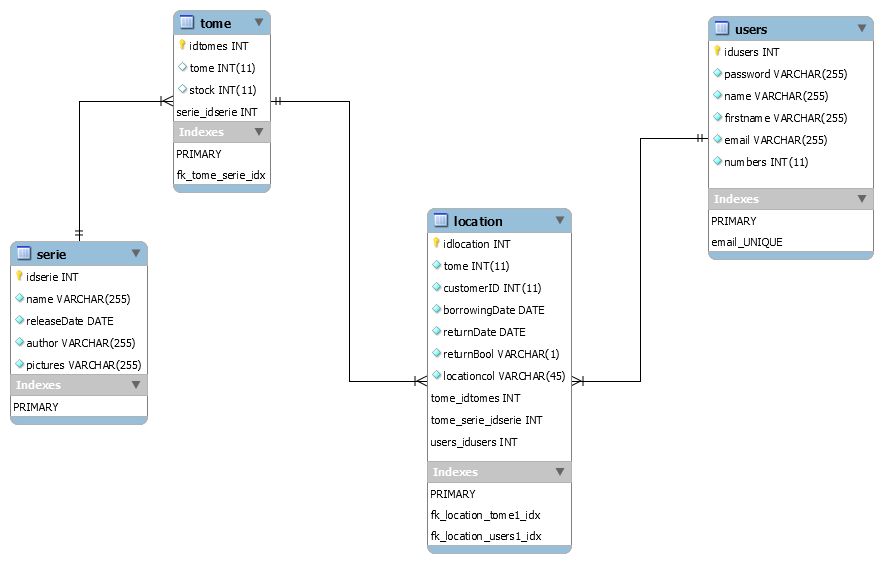 tome
idtomes INT
tome INT(11)
stock INT(11)
serie_idserie INT
Indexes
PRIMARY
fk_tome_serie_idx
users
idusers INT
password VARCHAR(255)
name VARCHAR(255)
firstname VARCHAR(255)
email VARCHAR(255)
numbers INT(11)
Indexes
PRIMARY
email_UNIQUE
serie
idserie INT
name VARCHAR(255)
releaseDate DATE
author VARCHAR(255)
pictures VARCHAR(255)
Indexes
PRIMARY
location
idlocation INT
tome INT(11)
customerID INT(11)
borrowingDate DATE
returnDate DATE
returnBool VARCHAR(1)
locationcol VARCHAR(45)
tome_idtomes INT
tome_serie_idserie INT
users_idusers INT
Indexes
PRIMARY
fk_location_tome1_idx
fk_location_users1_idx